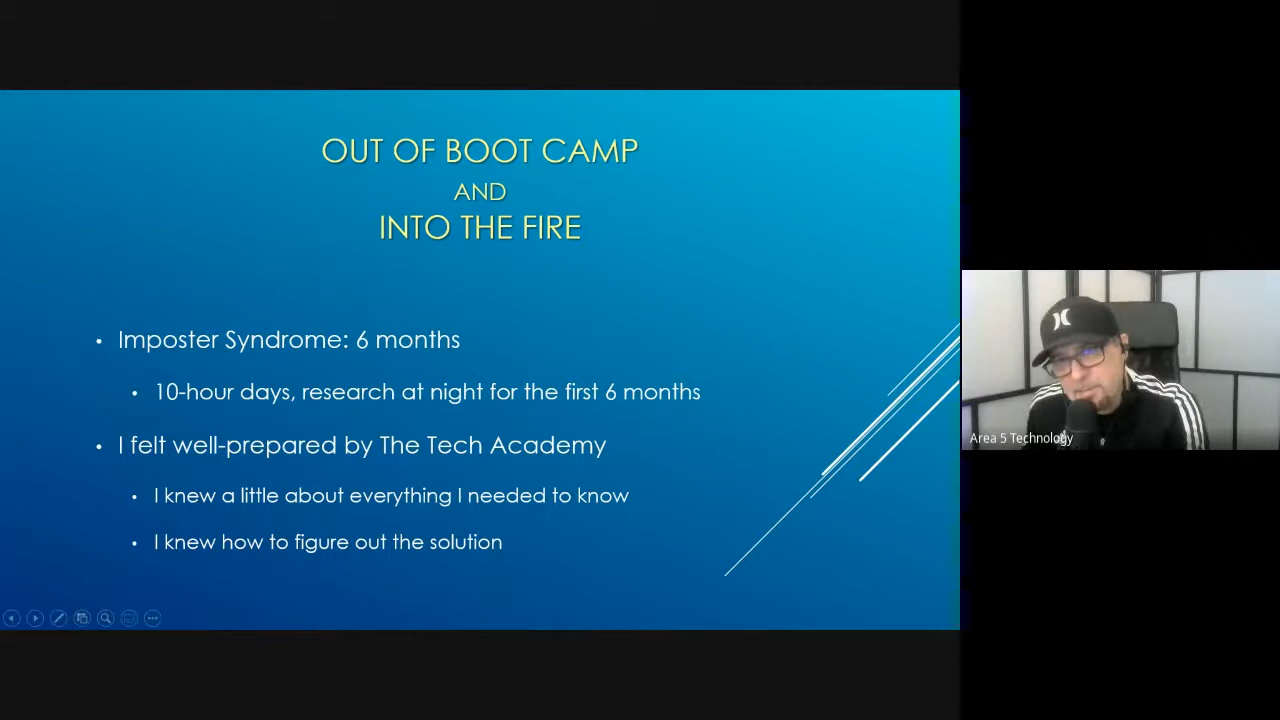 OUT OF BOOT CAMP
AND
INTO THE FIRE
• Imposter Syndrome: 6 months
• 10-hour days, research at night for the first 6 months
• I felt well-prepared by The Tech Academy
• I knew a little about everything I needed to know
• I knew how to figure out the solution
Area 5 Technology